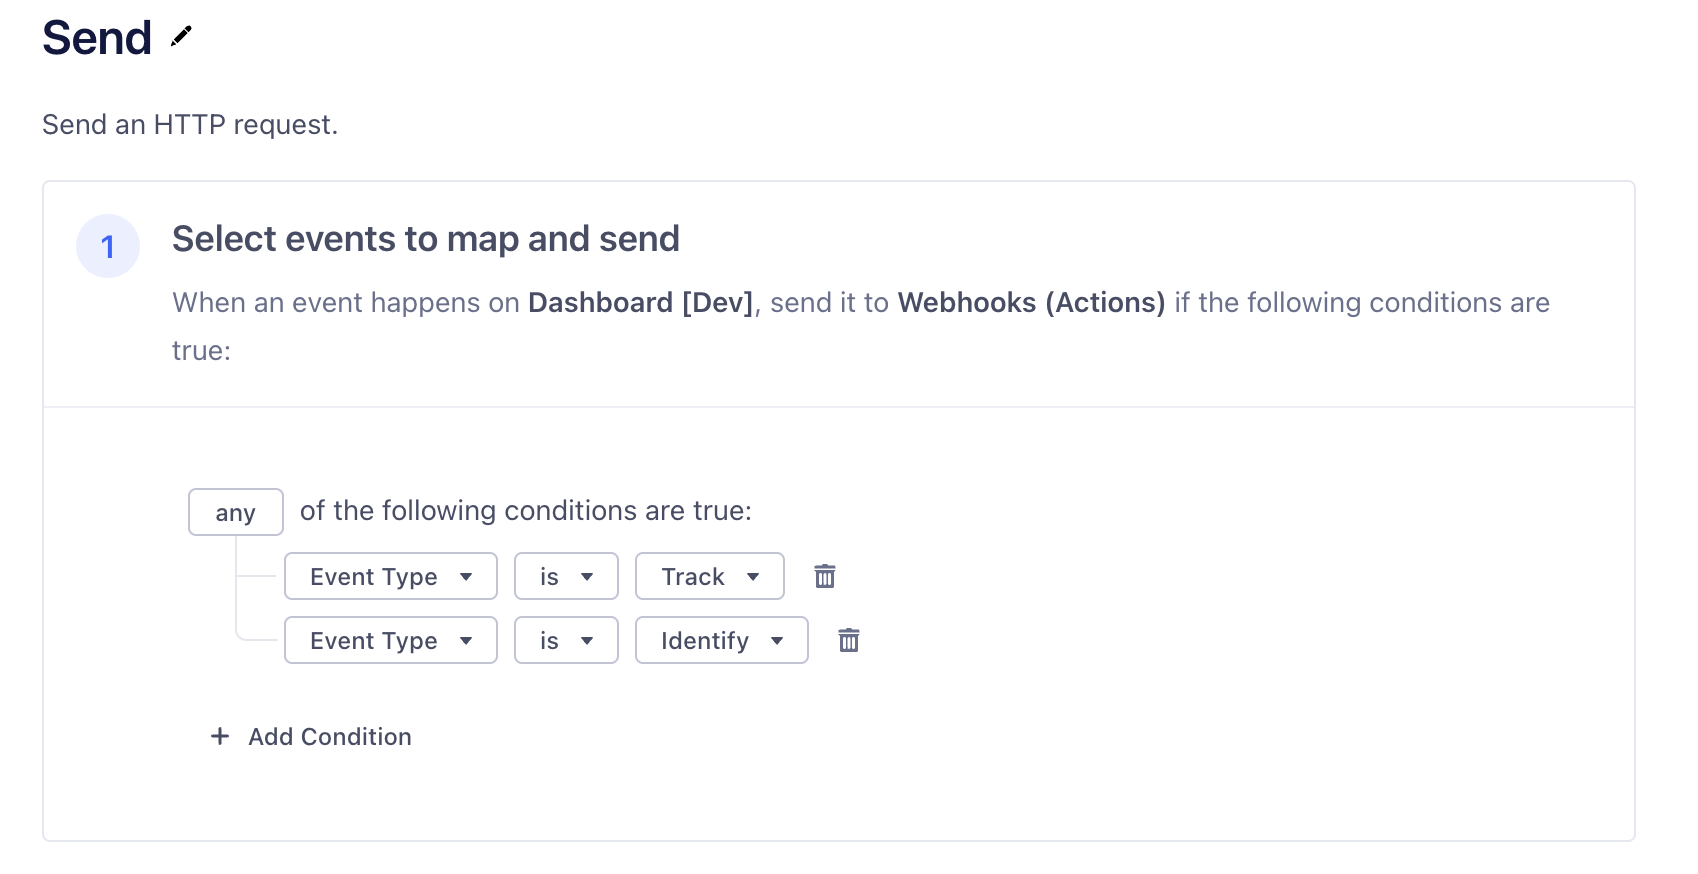 Send
Send an HTTP request.
1
Select events to map and send
When an event happens on Dashboard [Dev], send it to Webhooks (Actions) if the following conditions are
true:
any of the following conditions are true:
Event Type is Track
Event Type is Identify
+ Add Condition